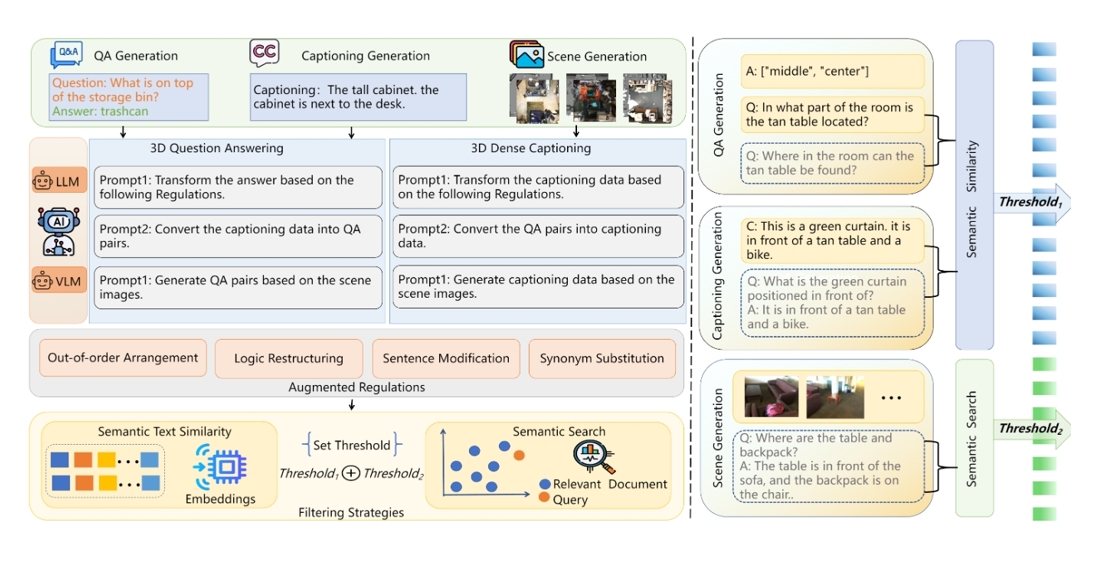 Q&A
QA Generation
CC
Captioning Generation
Scene Generation
Question: What is on top
of the storage bin?
Answer: trashcan
Captioning: The tall cabinet. the
cabinet is next to the desk.
3D Question Answering
3D Dense Captioning
LLM
AI
VLM
Prompt1: Transform the answer based on the
following Regulations.
Prompt2: Convert the captioning data into QA
pairs.
Prompt1: Generate QA pairs based on the scene
images.
Prompt1: Transform the captioning data based
on the following Regulations.
Prompt2: Convert the QA pairs into captioning
data.
Prompt1: Generate captioning data based on the
scene images.
Out-of-order Arrangement
Logic Restructuring
Sentence Modification
Synonym Substitution
Augmented Regulations
Semantic Text Similarity
Embeddings
Set Threshold
Threshold1 + Threshold2
Semantic Search
Relevant Document
Query
Filtering Strategies
QA Generation
A: ["middle", "center"]
Q: In what part of the room is
the tan table located?
Q: Where in the room can the
tan table be found?
Captioning Generation
C: This is a green curtain. it is
in front of a tan table and a
bike.
Q: What is the green curtain
positioned in front of?
A: It is in front of a tan table
and a bike.
Semantic Similarity
Threshold1
Scene Generation
...
Q: Where are the table and
backpack?
A: The table is in front of the
sofa, and the backpack is on
the chair..
Semantic Search
Threshold2